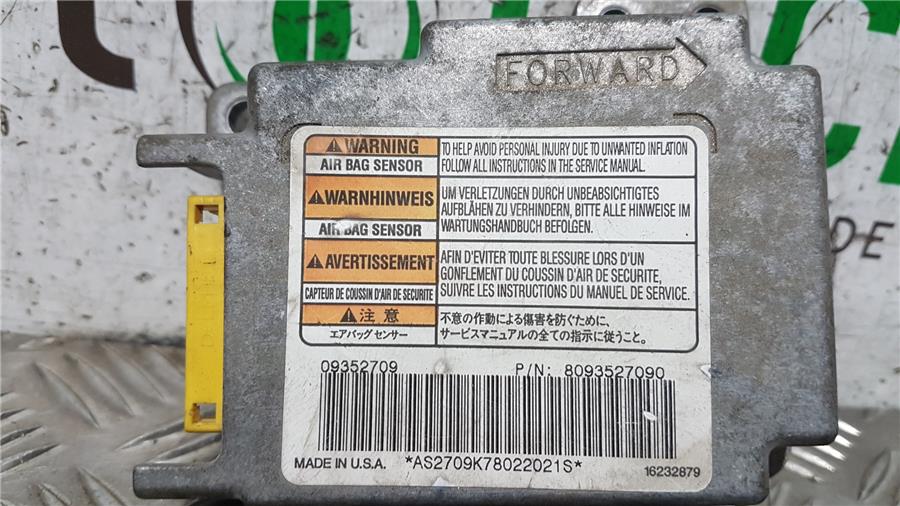 FORWARD
WARNING
AIR BAG SENSOR
TO HELP AVOID PERSONAL INJURY DUE TO UNWANTED INFLATION
FOLLOW ALL INSTRUCTIONS IN THE SERVICE MANUAL.
WARNHINWEIS
AIR BAG SENSOR
UM VERLETZUNGEN DURCH UNBEABSICHTIGTES
AUFBLÄHEN ZU VERHINDERN, BITTE ALLE HINWEISE IM
WARTUNGSHANDBUCH BEFOLGEN.
AVERTISSEMENT
CAPTEUR DE COUSSIN D'AIR DE SECURITE
AFIN D'EVITER TOUTE BLESSURE LORS D'UN
GONFLEMENT DU COUSSIN D'AIR DE SECURITE,
SUIVRE LES INSTRUCTIONS DU MANUEL DE SERVICE.
注意
エアバッグ センサー
不意の作動による傷害を防ぐために、
サービスマニュアルの全ての指示に従うこと。
09352709 P/N: 8093527090
MADE IN U.S.A. *AS2709K78022021S* 16232879
DE